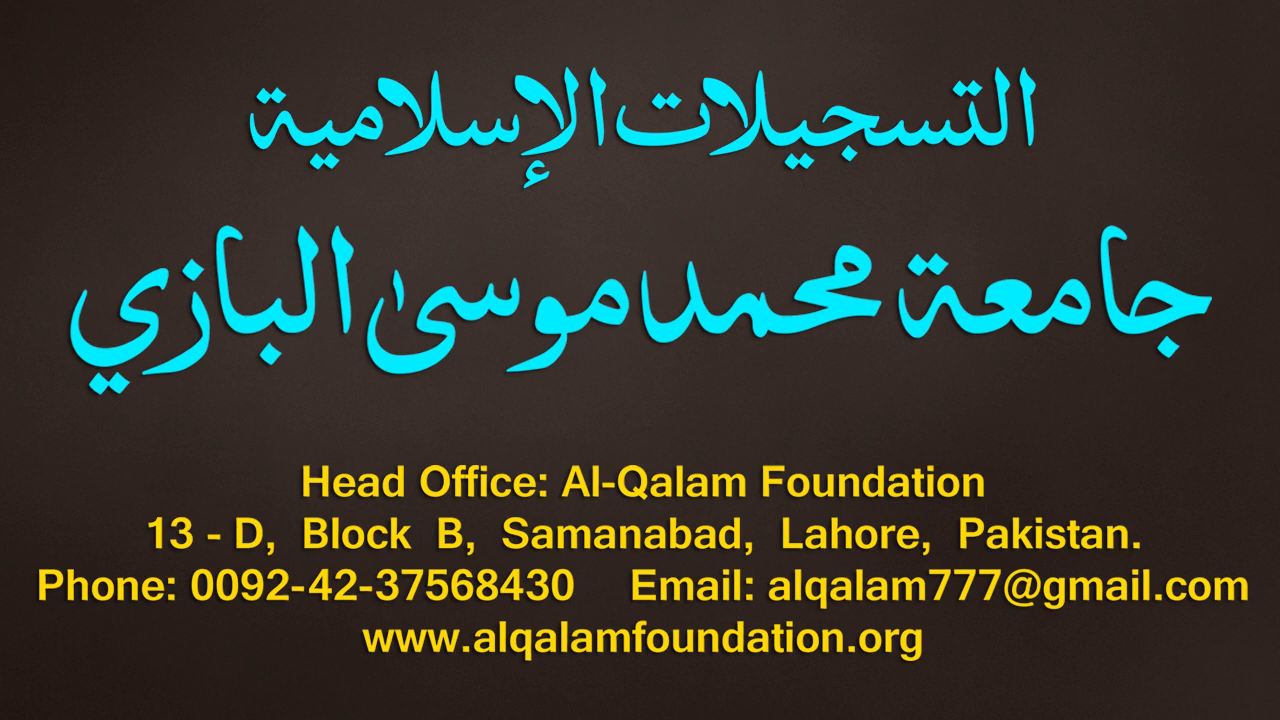 التسجيلات الإسلامية
جامعة محمد موسىٰ البازي
Head Office: Al-Qalam Foundation
13 - D, Block B, Samanabad, Lahore, Pakistan.
Phone: 0092-42-37568430 Email: alqalam777@gmail.com
www.alqalamfoundation.org